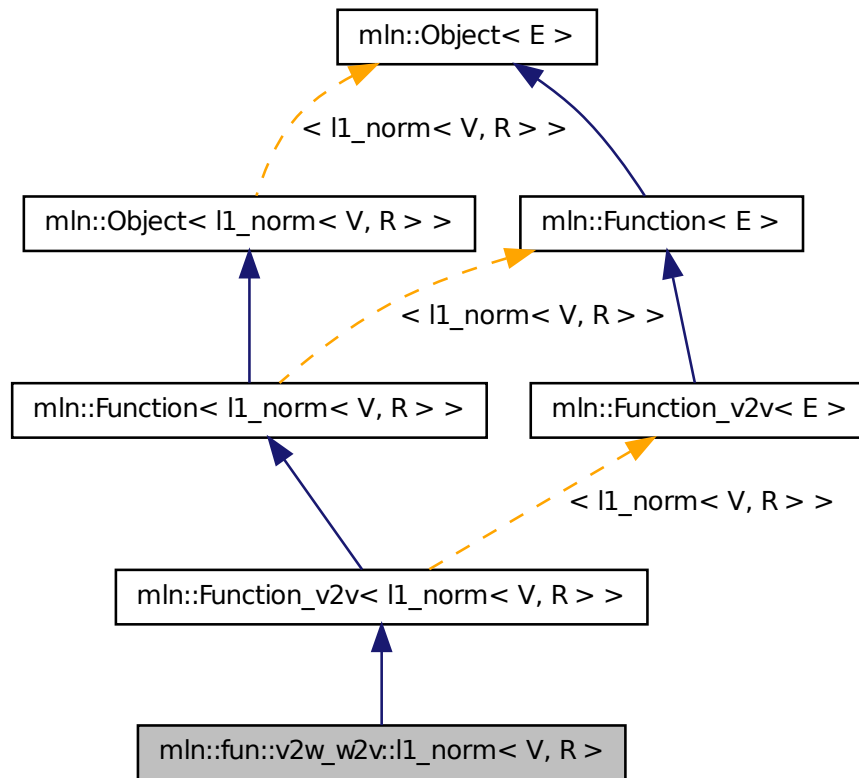 mln::Object< E >
< l1_norm< V, R > >
mln::Object< l1_norm< V, R > >
mln::Function< E >
< l1_norm< V, R > >
mln::Function< l1_norm< V, R > >
mln::Function_v2v< E >
< l1_norm< V, R > >
mln::Function_v2v< l1_norm< V, R > >
mln::fun::v2w_w2v::l1_norm< V, R >